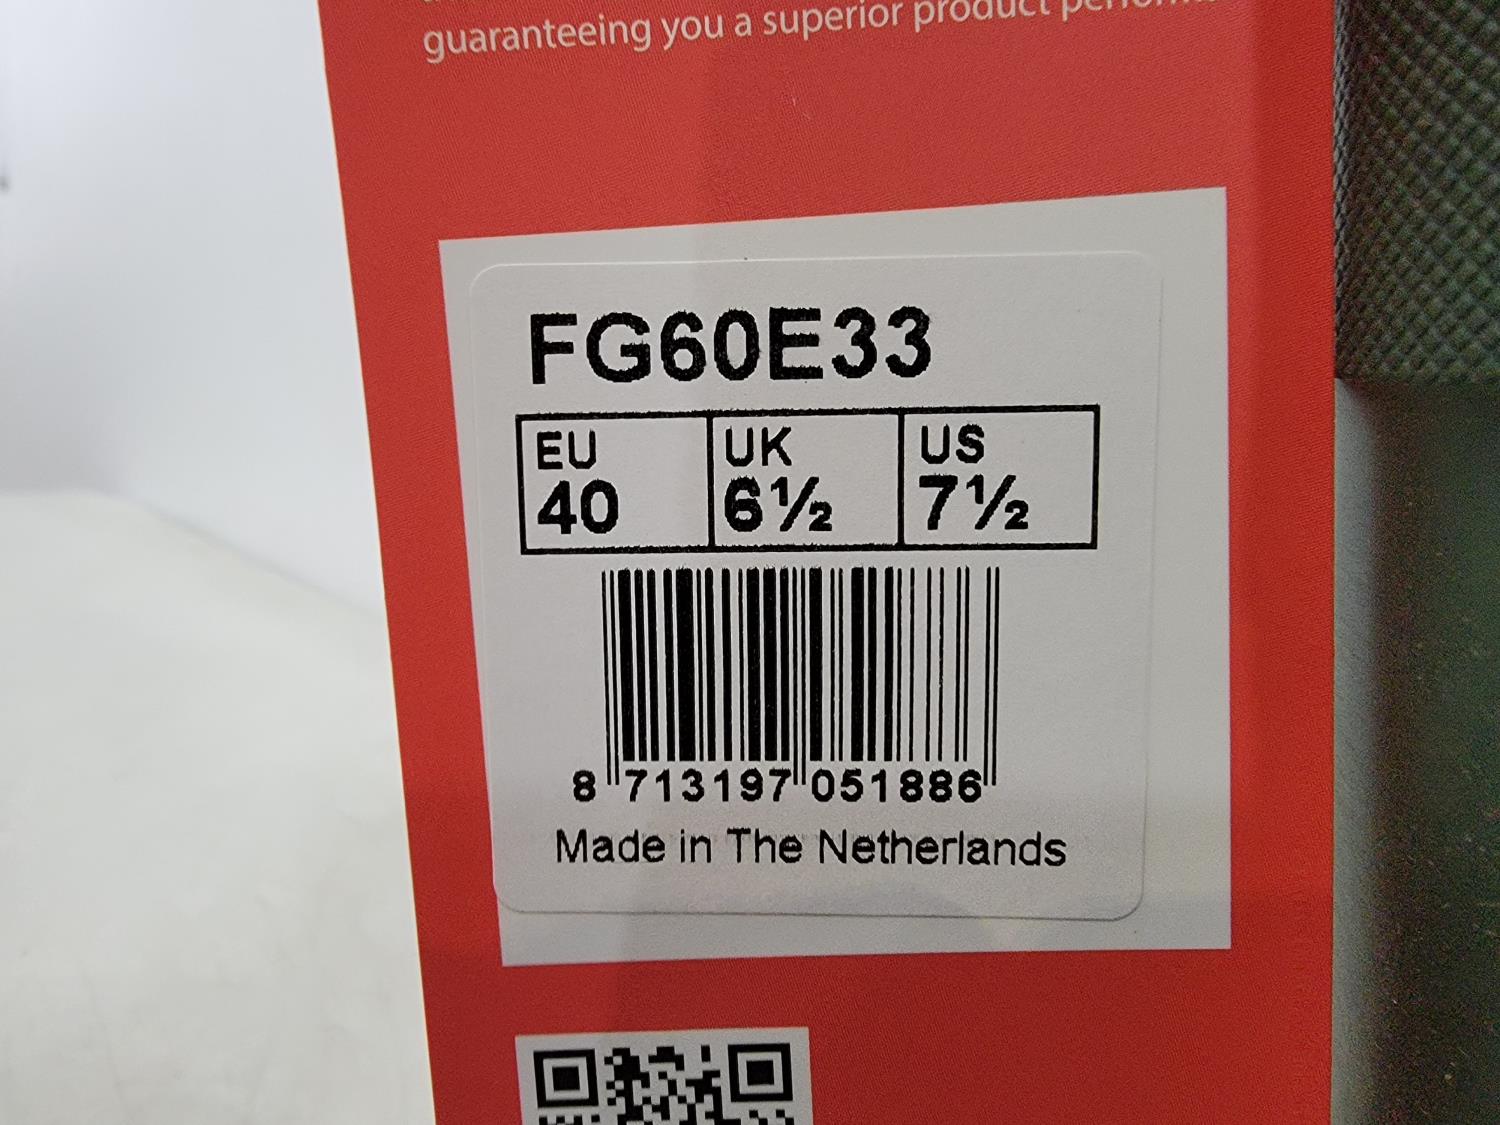 guaranteeing you a superior product
FG60E33
EU UK US
40 6½ 7½
8 713197 051886
Made in The Netherlands